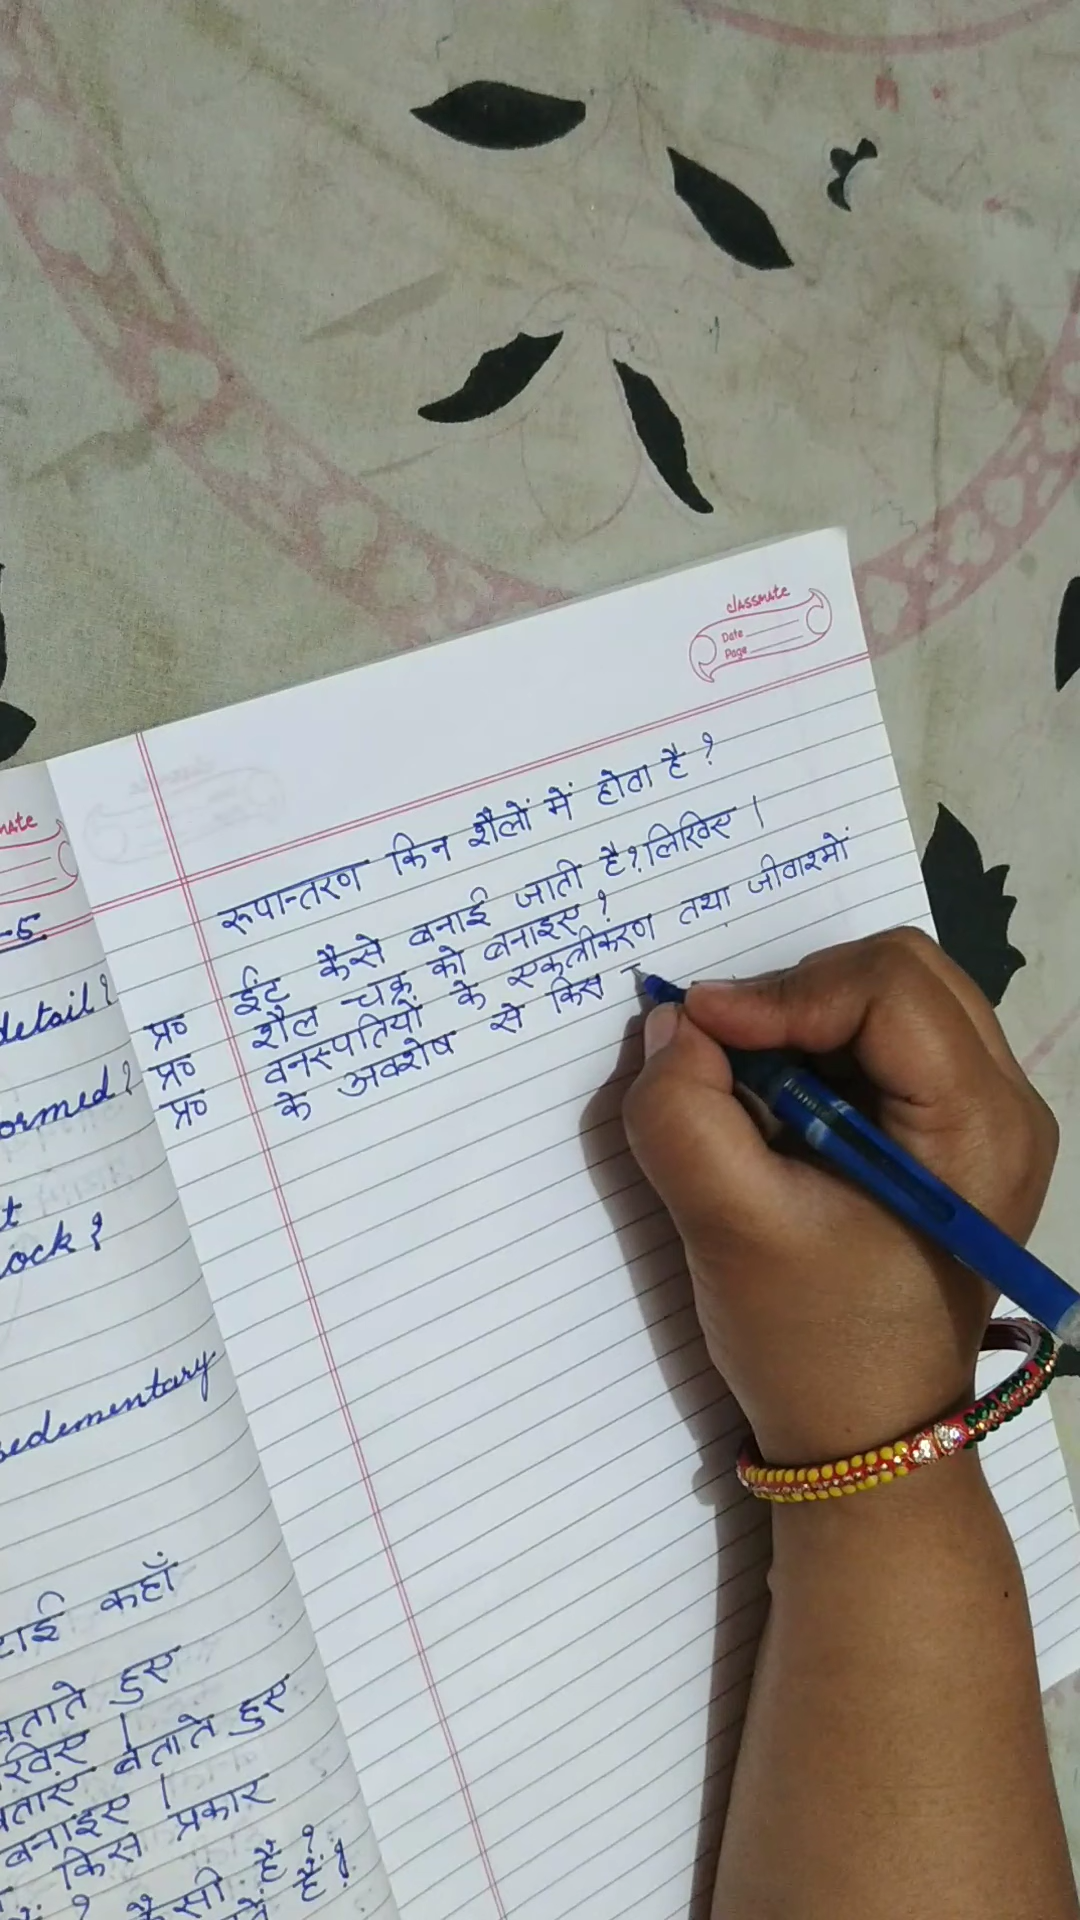 classmate
Date
Page
रूपान्तरण किन शैलों में होता है ?
प्र० ईंट कैसे बनाई जाती है? लिखिए ।
प्र० शैल चक्र को बनाइए ?
प्र० वनस्पतियों के एकत्रीकरण तथा जीवाश्मों
के अवशेष से किस
-5
detail ?
ormed ?
t
ock ?
sedementary
कहाँ
बताते हुए
बताते हुए
बनाइए ।
किस प्रकार
है ?
हैं ?